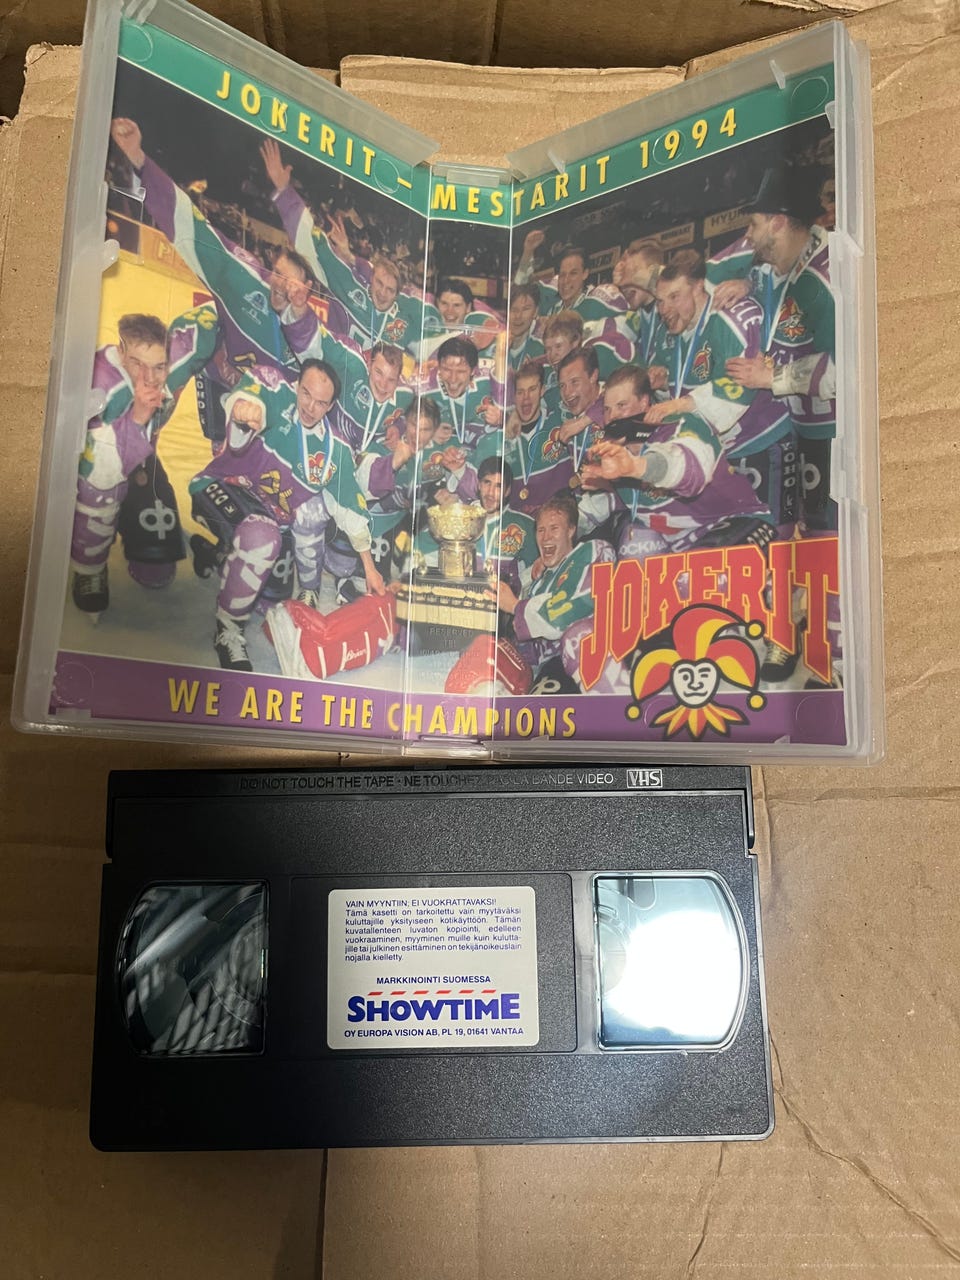 JOKERIT - MESTARIT 1994
JOKERIT
WE ARE THE CHAMPIONS
DO NOT TOUCH THE TAPE · NE TOUCHEZ PAS LA BANDE VIDEO VHS
VAIN MYYNTIIN; EI VUOKRATTAVAKSI!
Tämä kasetti on tarkoitettu vain myytäväksi
kuluttajille yksityiseen kotikäyttöön. Tämän
kuvatallenteen luvaton kopiointi, edelleen
vuokraaminen, myyminen muille kuin kulutta-
jille tai julkinen esittäminen on tekijänoikeuslain
nojalla kielletty.
MARKKINOINTI SUOMESSA
SHOWTIME
OY EUROPA VISION AB, PL 19, 01641 VANTAA